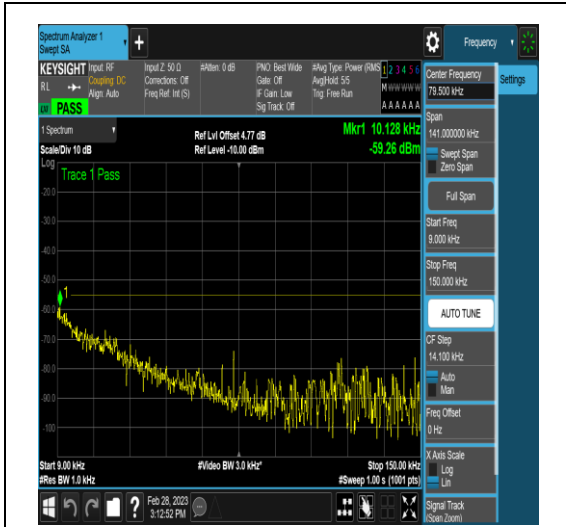 Spectrum Analyzer 1
Swept SA
Frequency
KEYSIGHT
RL
PASS
Input: RF
Coupling: DC
Align: Auto
Input Z: 50 Ω
Corrections: Off
Freq Ref: Int (S)
#Atten: 0 dB
PNO: Best Wide
Gate: Off
IF Gain: Low
Sig Track: Off
#Avg Type: Power (RMS
Avg|Hold: 5/5
Trig: Free Run
1 2 3 4 5 6
M W W W W W
A A A A A A
1 Spectrum
Scale/Div 10 dB
Ref Lvl Offset 4.77 dB
Ref Level -10.00 dBm
Mkr1 10.128 kHz
-59.26 dBm
Log
Trace 1 Pass
-20.0
-30.0
-40.0
-50.0
1
-60.0
-70.0
-80.0
-90.0
-100
Start 9.00 kHz
#Res BW 1.0 kHz
#Video BW 3.0 kHz*
Stop 150.00 kHz
#Sweep 1.00 s (1001 pts)
Feb 28, 2023
3:12:52 PM
Center Frequency
79.500 kHz
Settings
Span
141.000000 kHz
Swept Span
Zero Span
Full Span
Start Freq
9.000 kHz
Stop Freq
150.000 kHz
AUTO TUNE
CF Step
14.100 kHz
Auto
Man
Freq Offset
0 Hz
X Axis Scale
Log
Lin
Signal Track
(Span Zoom)